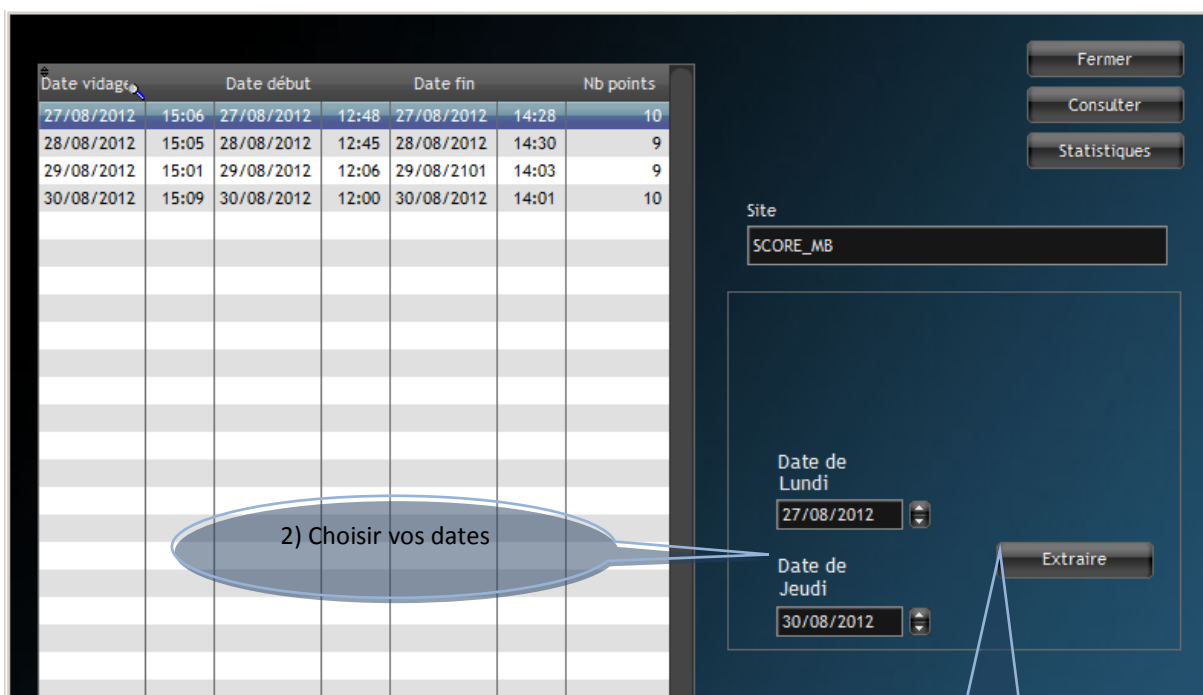 Fermer
Date vidage Date début Date fin Nb points
Consulter
27/08/2012 15:06 27/08/2012 12:48 27/08/2012 14:28 10
28/08/2012 15:05 28/08/2012 12:45 28/08/2012 14:30 9
Statistiques
29/08/2012 15:01 29/08/2012 12:06 29/08/2101 14:03 9
30/08/2012 15:09 30/08/2012 12:00 30/08/2012 14:01 10
Site
SCORE_MB
Date de
Lundi
27/08/2012
2) Choisir vos dates
Extraire
Date de
Jeudi
30/08/2012